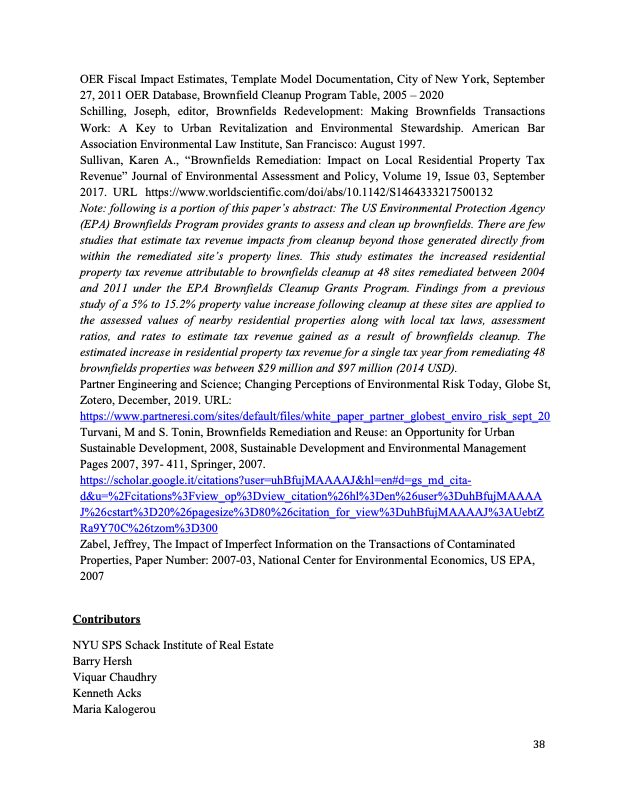 OER Fiscal Impact Estimates, Template Model Documentation, City of New York, September
27, 2011 OER Database, Brownfield Cleanup Program Table, 2005 – 2020
Schilling, Joseph, editor, Brownfields Redevelopment: Making Brownfields Transactions
Work: A Key to Urban Revitalization and Environmental Stewardship. American Bar
Association Environmental Law Institute, San Francisco: August 1997.
Sullivan, Karen A., “Brownfields Remediation: Impact on Local Residential Property Tax
Revenue” Journal of Environmental Assessment and Policy, Volume 19, Issue 03, September
2017. URL https://www.worldscientific.com/doi/abs/10.1142/S1464333217500132
Note: following is a portion of this paper’s abstract: The US Environmental Protection Agency
(EPA) Brownfields Program provides grants to assess and clean up brownfields. There are few
studies that estimate tax revenue impacts from cleanup beyond those generated directly from
within the remediated site’s property lines. This study estimates the increased residential
property tax revenue attributable to brownfields cleanup at 48 sites remediated between 2004
and 2011 under the EPA Brownfields Cleanup Grants Program. Findings from a previous
study of a 5% to 15.2% property value increase following cleanup at these sites are applied to
the assessed values of nearby residential properties along with local tax laws, assessment
ratios, and rates to estimate tax revenue gained as a result of brownfields cleanup. The
estimated increase in residential property tax revenue for a single tax year from remediating 48
brownfields properties was between $29 million and $97 million (2014 USD).
Partner Engineering and Science; Changing Perceptions of Environmental Risk Today, Globe St,
Zotero, December, 2019. URL:
https://www.partneresi.com/sites/default/files/white_paper_partner_globest_enviro_risk_sept_20
Turvani, M and S. Tonin, Brownfields Remediation and Reuse: an Opportunity for Urban
Sustainable Development, 2008, Sustainable Development and Environmental Management
Pages 2007, 397- 411, Springer, 2007.
https://scholar.google.it/citations?user=uhBfujMAAAAJ&hl=en#d=gs_md_cita-
d&u=%2Fcitations%3Fview_op%3Dview_citation%26hl%3Den%26user%3DuhBfujMAAAA
J%26cstart%3D20%26pagesize%3D80%26citation_for_view%3DuhBfujMAAAAJ%3AUebtZ
Ra9Y70C%26tzom%3D300
Zabel, Jeffrey, The Impact of Imperfect Information on the Transactions of Contaminated
Properties, Paper Number: 2007-03, National Center for Environmental Economics, US EPA,
2007
Contributors
NYU SPS Schack Institute of Real Estate
Barry Hersh
Viquar Chaudhry
Kenneth Acks
Maria Kalogerou
38